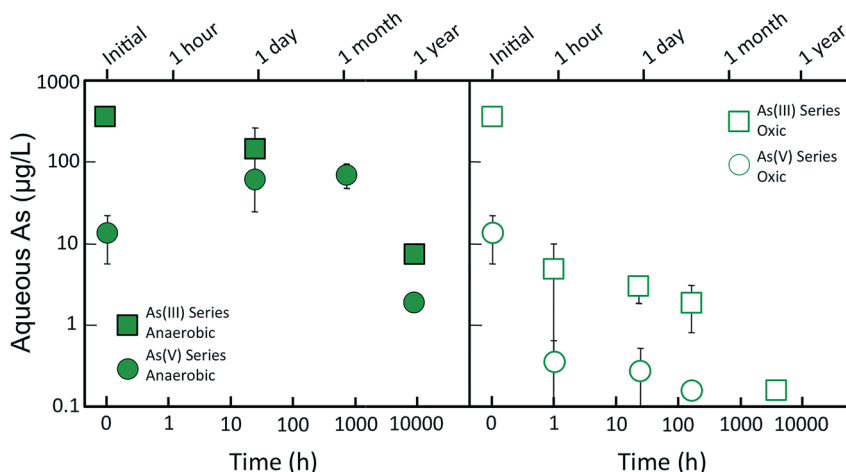 Initial 1 hour 1 day 1 month 1 year Initial 1 hour 1 day 1 month 1 year
1000
100
10
1
0.1
Aqueous As (µg/L)
As(III) Series
Anaerobic
As(V) Series
Anaerobic
As(III) Series
Oxic
As(V) Series
Oxic
0 1 10 100 1000 10000 0 1 10 100 1000 10000
Time (h) Time (h)